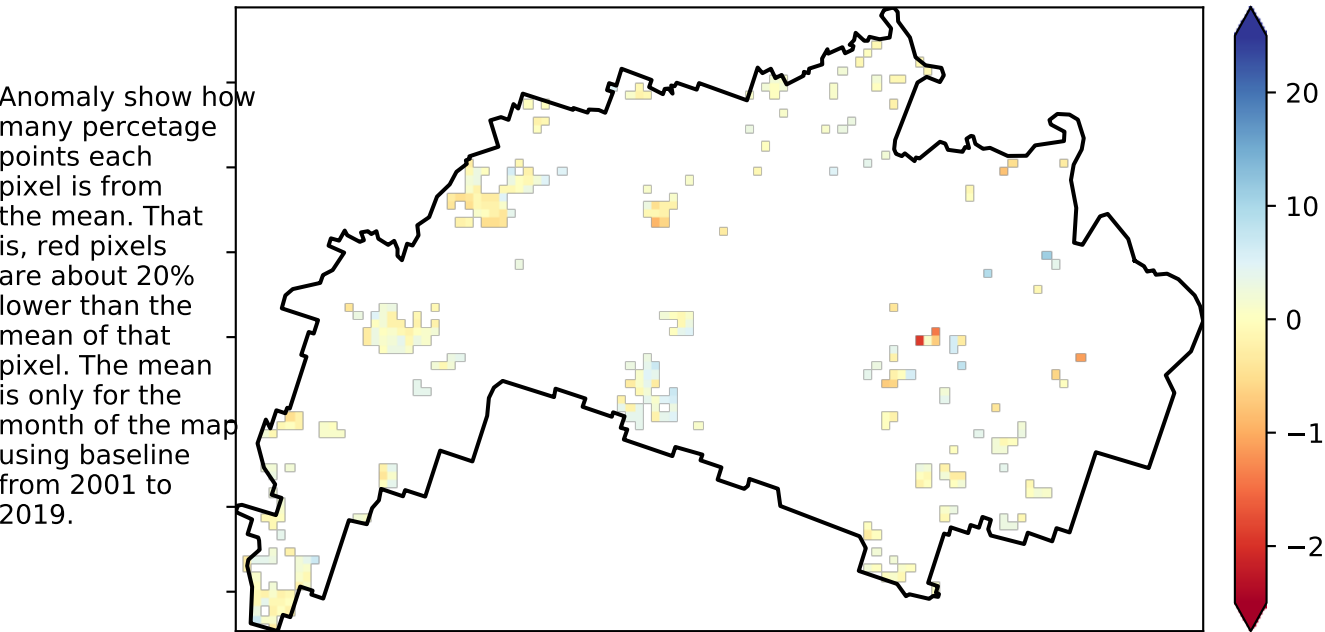 Anomaly show how
many percetage
points each
pixel is from
the mean. That
is, red pixels
are about 20%
lower than the
mean of that
pixel. The mean
is only for the
month of the map
using baseline
from 2001 to
2019.
20
10
0
−1
−2